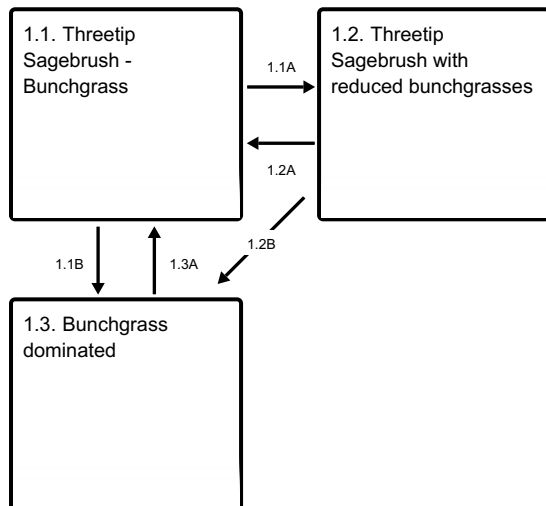 1.1. Threetip
Sagebrush -
Bunchgrass
1.2. Threetip
Sagebrush with
reduced bunchgrasses
1.1A
1.2A
1.2B
1.1B
1.3A
1.3. Bunchgrass
dominated